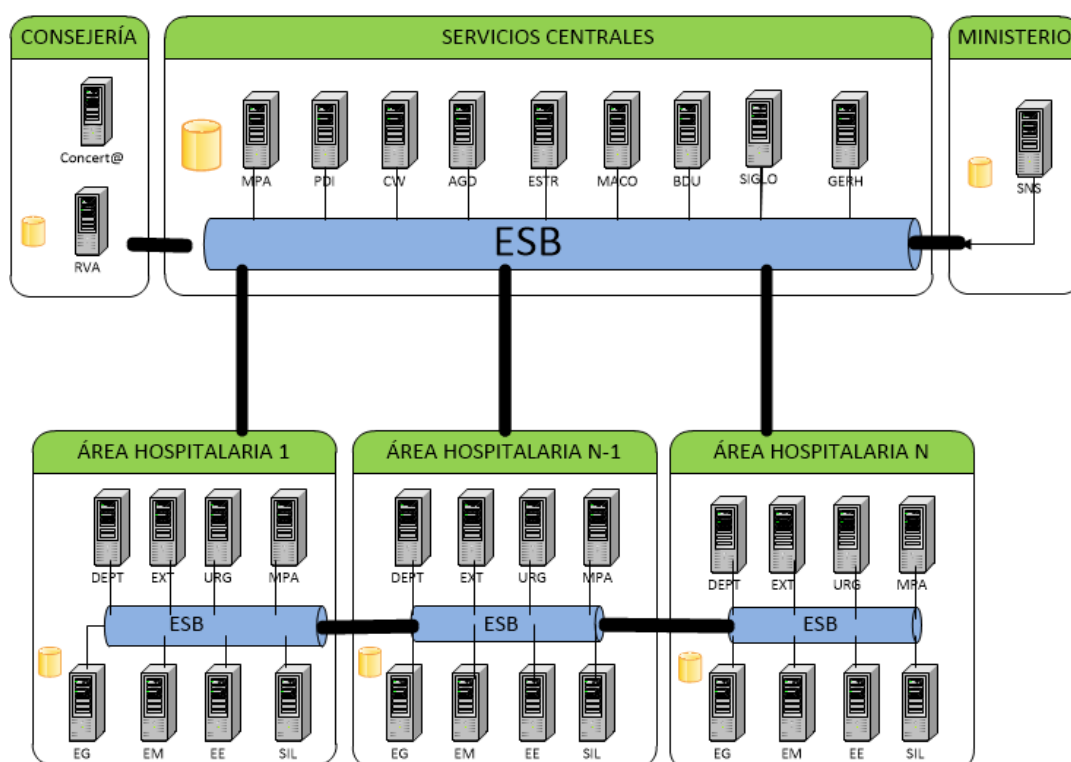 CONSEJERÍA
SERVICIOS CENTRALES
MINISTERIO
Concert@
RVA
MPA
PDI
CW
AGD
ESTR
MACO
BDU
SIGLO
GERH
SNS
ESB
ÁREA HOSPITALARIA 1
ÁREA HOSPITALARIA N-1
ÁREA HOSPITALARIA N
DEPT
EXT
URG
MPA
ESB
EG
EM
EE
SIL
DEPT
EXT
URG
MPA
ESB
EG
EM
EE
SIL
DEPT
EXT
URG
MPA
ESB
EG
EM
EE
SIL